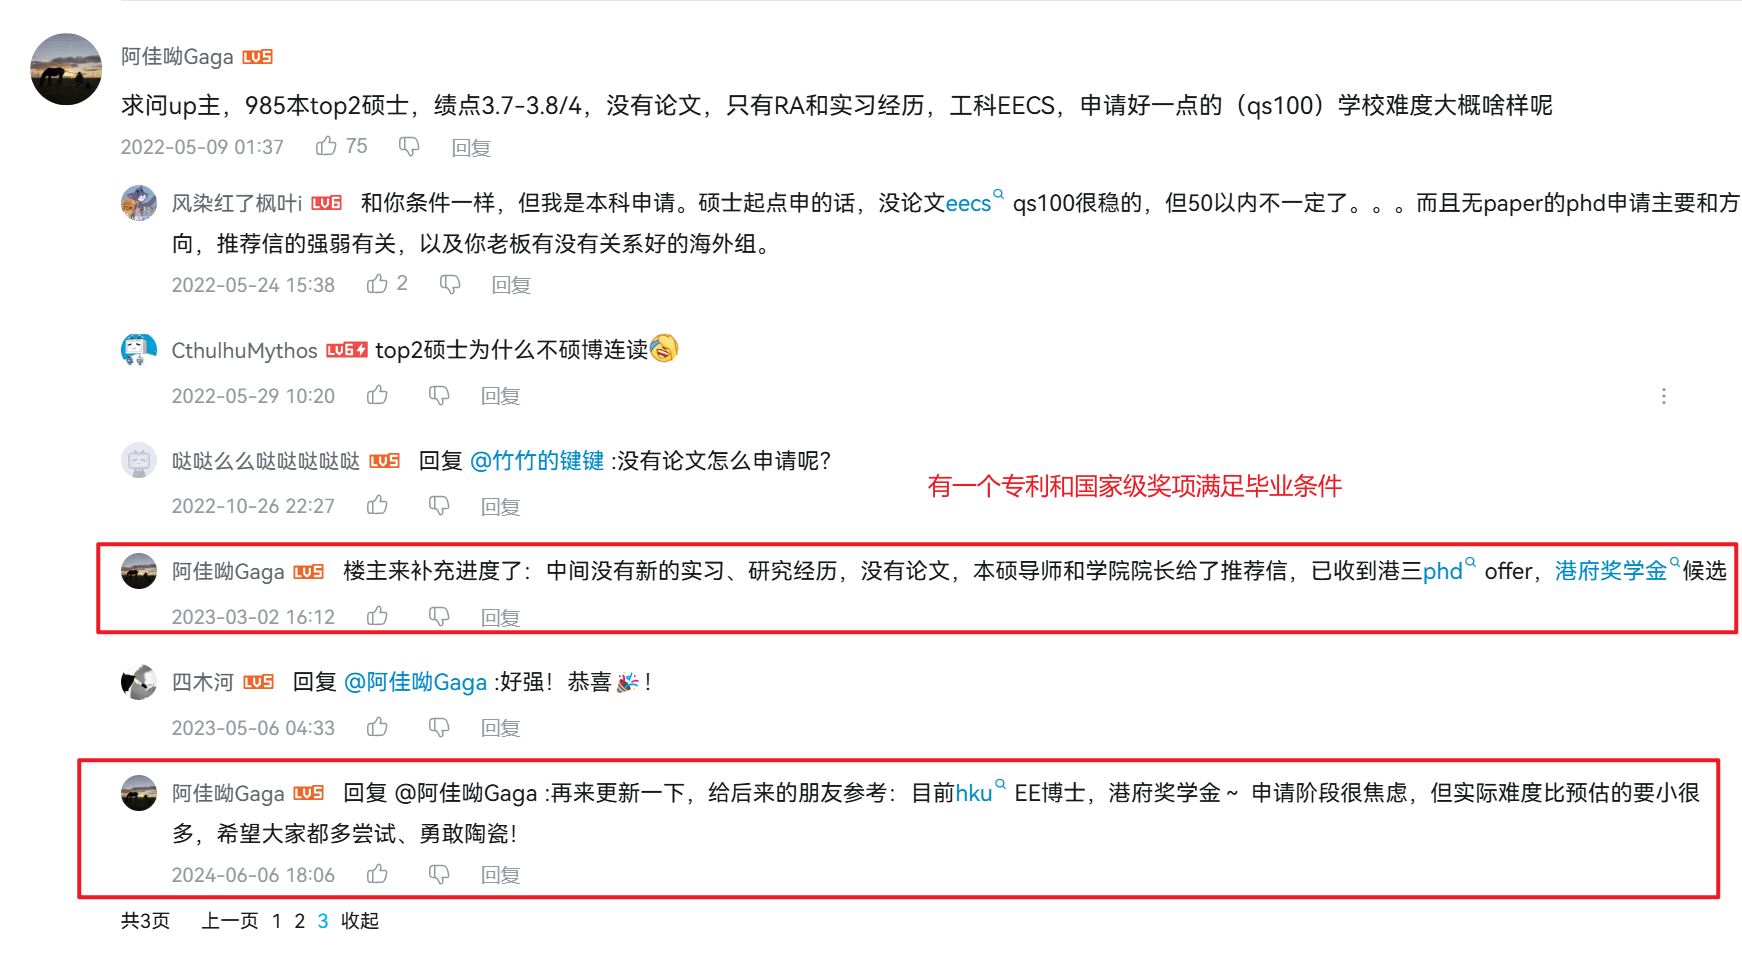 阿佳呦Gaga LV5
求问up主，985本top2硕士，绩点3.7-3.8/4，没有论文，只有RA和实习经历，工科EECS，申请好一点的（qs100）学校难度大概啥样呢
2022-05-09 01:37 75 回复
风染红了枫叶i LV6 和你条件一样，但我是本科申请。硕士起点申的话，没论文eecs qs100很稳的，但50以内不一定了。。。而且无paper的phd申请主要和方
向，推荐信的强弱有关，以及你老板有没有关系好的海外组。
2022-05-24 15:38 2 回复
CthulhuMythos LV6 top2硕士为什么不硕博连读
2022-05-29 10:20 回复
哒哒么么哒哒哒哒哒 LV5 回复 @竹竹的键键 :没有论文怎么申请呢？
有一个专利和国家级奖项满足毕业条件
2022-10-26 22:27 回复
阿佳呦Gaga LV5 楼主来补充进度了：中间没有新的实习、研究经历，没有论文，本硕导师和学院院长给了推荐信，已收到港三phd offer，港府奖学金候选
2023-03-02 16:12 回复
四木河 LV5 回复 @阿佳呦Gaga :好强！恭喜🎉！
2023-05-06 04:33 回复
阿佳呦Gaga LV5 回复 @阿佳呦Gaga :再来更新一下，给后来的朋友参考：目前hku EE博士，港府奖学金～ 申请阶段很焦虑，但实际难度比预估的要小很
多，希望大家都多尝试、勇敢陶瓷！
2024-06-06 18:06 回复
共3页 上一页 1 2 3 收起